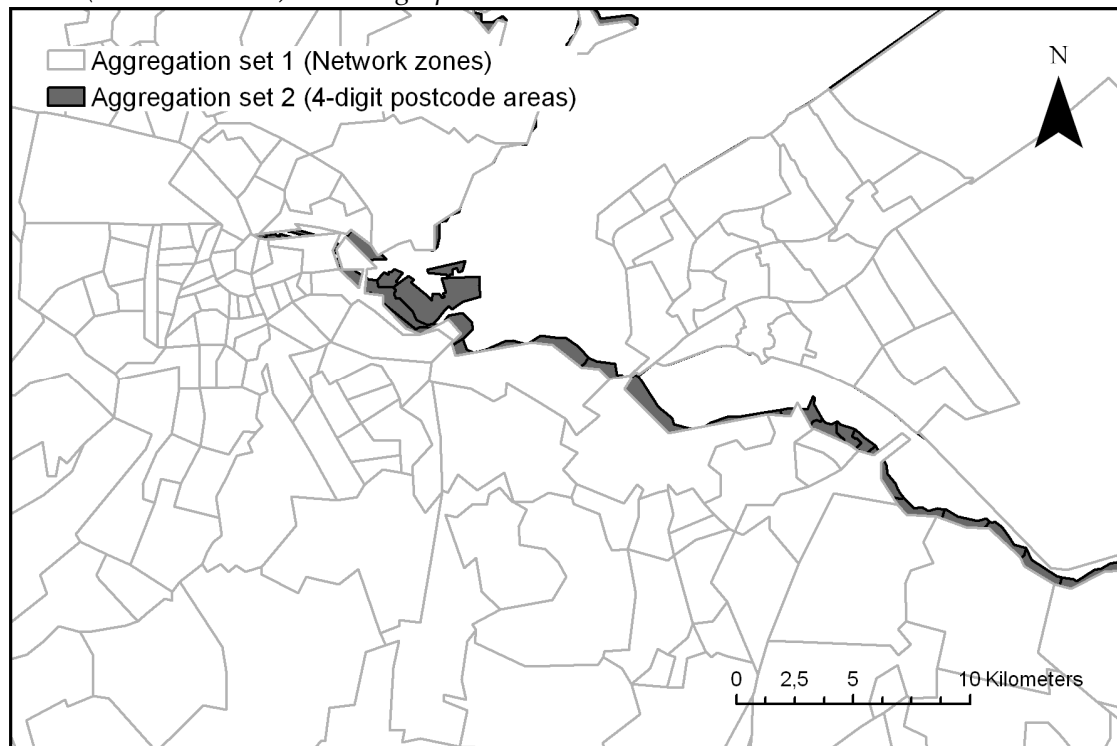 Aggregation set 1 (Network zones)
Aggregation set 2 (4-digit postcode areas)
N
0 2,5 5 10 Kilometers